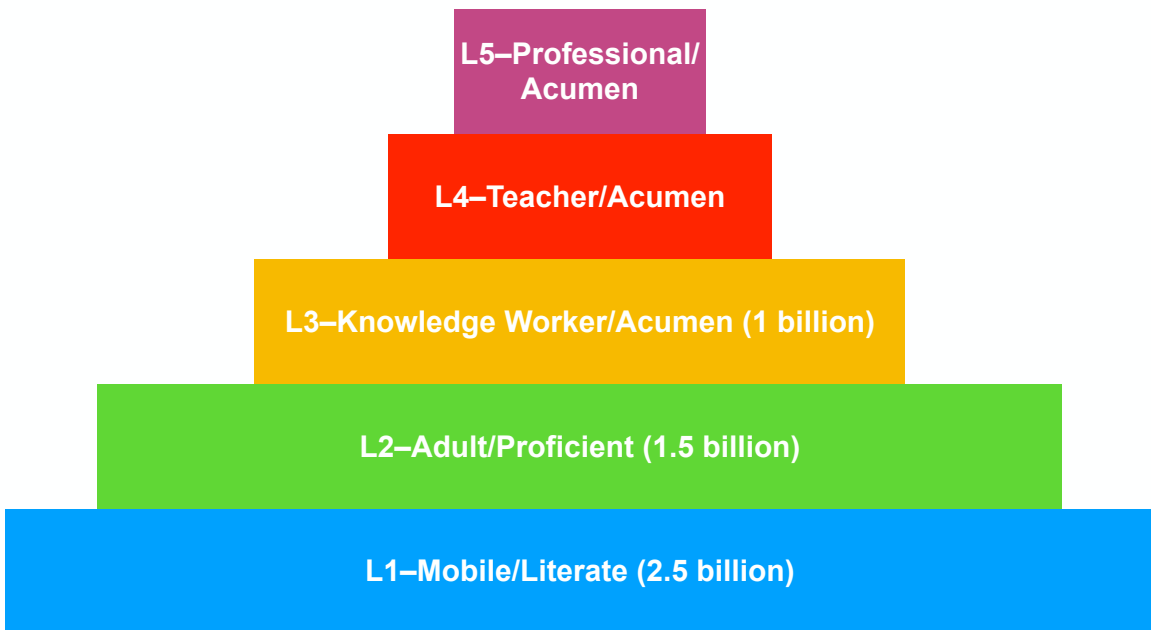 L5–Professional/
Acumen
L4–Teacher/Acumen
L3–Knowledge Worker/Acumen (1 billion)
L2–Adult/Proficient (1.5 billion)
L1–Mobile/Literate (2.5 billion)